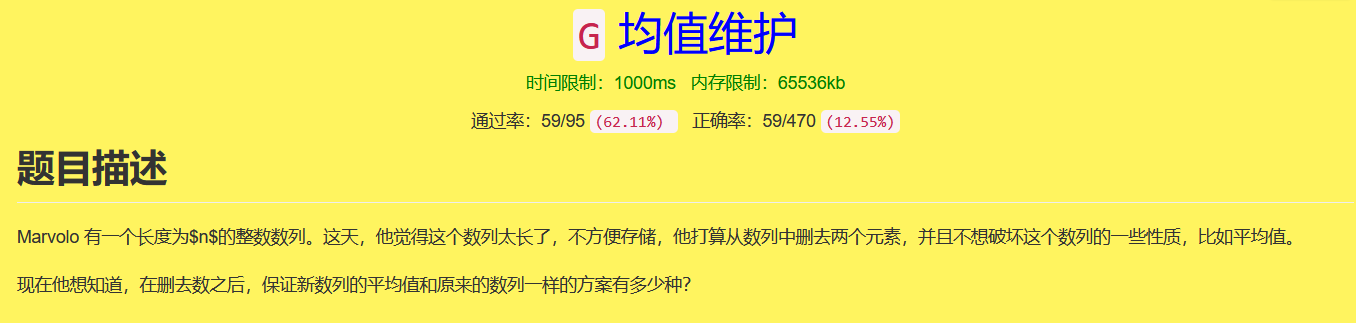 G 均值维护
时间限制：1000ms 内存限制：65536kb
通过率：59/95 (62.11%) 正确率：59/470 (12.55%)
题目描述
Marvolo 有一个长度为$n$的整数数列。这天，他觉得这个数列太长了，不方便存储，他打算从数列中删去两个元素，并且不想破坏这个数列的一些性质，比如平均值。
现在他想知道，在删去数之后，保证新数列的平均值和原来的数列一样的方案有多少种？